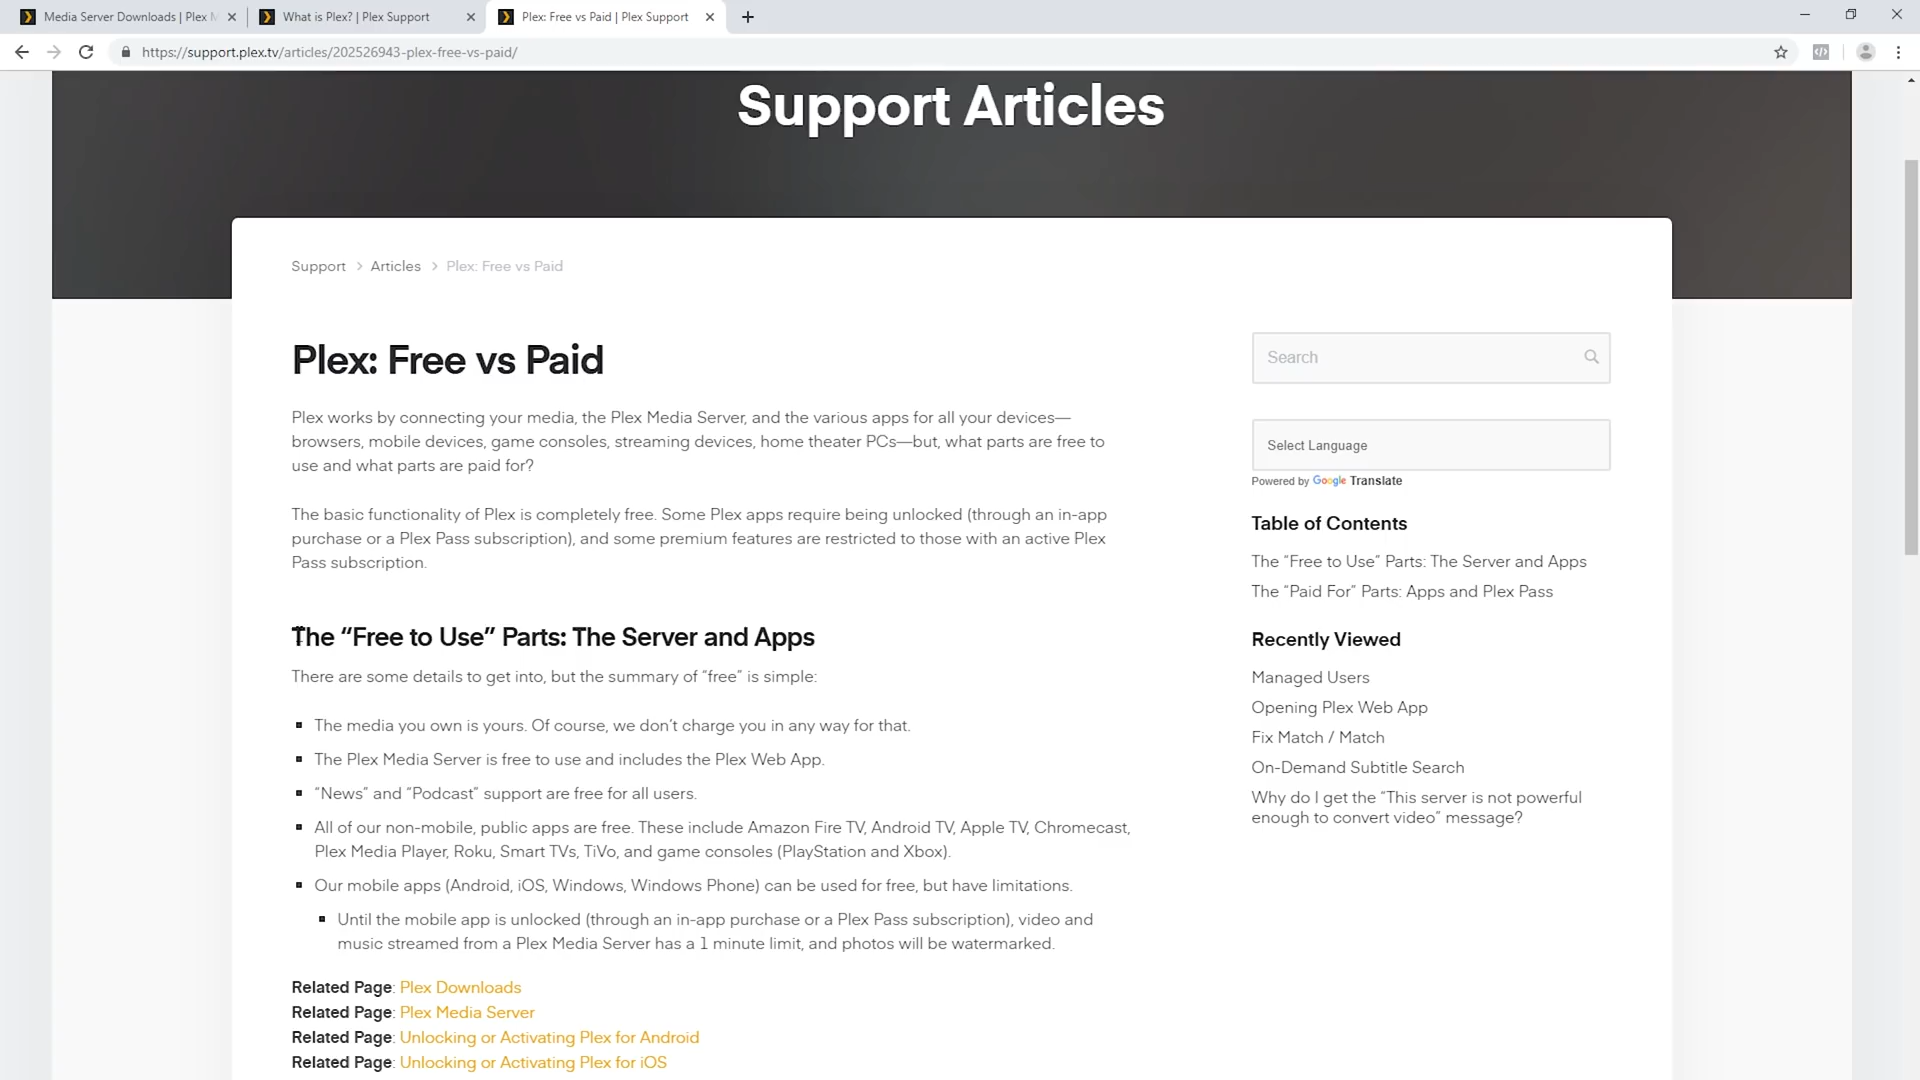 Media Server Downloads | Plex M
What is Plex? | Plex Support
Plex: Free vs Paid | Plex Support
https://support.plex.tv/articles/202526943-plex-free-vs-paid/
Support Articles
Support > Articles > Plex: Free vs Paid
Plex: Free vs Paid
Plex works by connecting your media, the Plex Media Server, and the various apps for all your devices—
browsers, mobile devices, game consoles, streaming devices, home theater PCs—but, what parts are free to
use and what parts are paid for?
The basic functionality of Plex is completely free. Some Plex apps require being unlocked (through an in-app
purchase or a Plex Pass subscription), and some premium features are restricted to those with an active Plex
Pass subscription.
The “Free to Use” Parts: The Server and Apps
There are some details to get into, but the summary of “free” is simple:
The media you own is yours. Of course, we don’t charge you in any way for that.
The Plex Media Server is free to use and includes the Plex Web App.
“News” and “Podcast” support are free for all users.
All of our non-mobile, public apps are free. These include Amazon Fire TV, Android TV, Apple TV, Chromecast,
Plex Media Player, Roku, Smart TVs, TiVo, and game consoles (PlayStation and Xbox).
Our mobile apps (Android, iOS, Windows, Windows Phone) can be used for free, but have limitations.
Until the mobile app is unlocked (through an in-app purchase or a Plex Pass subscription), video and
music streamed from a Plex Media Server has a 1 minute limit, and photos will be watermarked.
Related Page: Plex Downloads
Related Page: Plex Media Server
Related Page: Unlocking or Activating Plex for Android
Related Page: Unlocking or Activating Plex for iOS
Search
Select Language
Powered by Google Translate
Table of Contents
The “Free to Use” Parts: The Server and Apps
The “Paid For” Parts: Apps and Plex Pass
Recently Viewed
Managed Users
Opening Plex Web App
Fix Match / Match
On-Demand Subtitle Search
Why do I get the “This server is not powerful
enough to convert video” message?